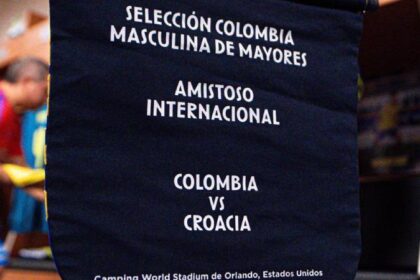 SELECCIÓN COLOMBIA
MASCULINA DE MAYORES
AMISTOSO
INTERNACIONAL
COLOMBIA
VS
CROACIA
Camping World Stadium de Orlando, Estados Unidos